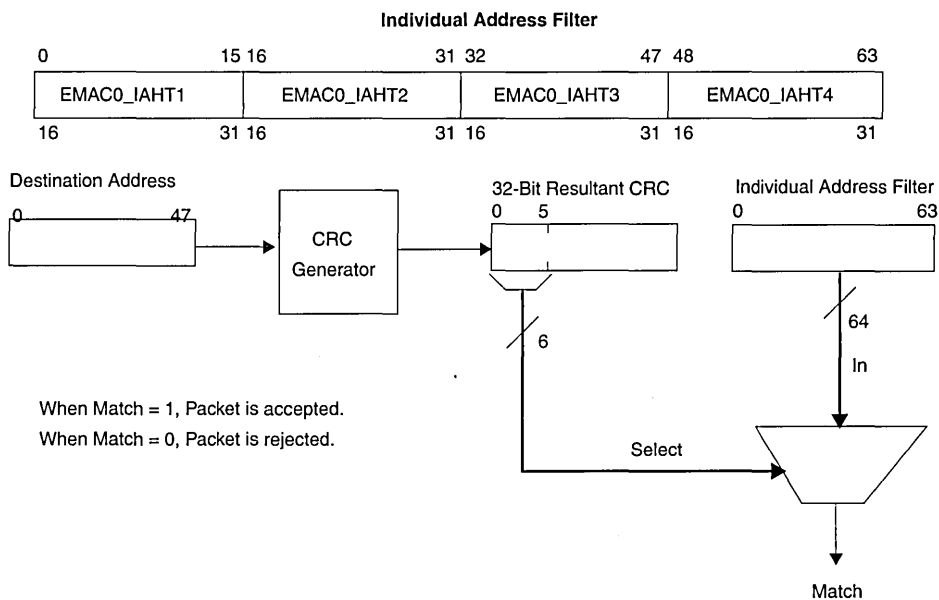 Individual Address Filter
0 15 16 31 32 47 48 63
EMAC0_IAHT1 EMAC0_IAHT2 EMAC0_IAHT3 EMAC0_IAHT4
16 31 16 31 16 31 16 31
Destination Address
0 47
CRC
Generator
32-Bit Resultant CRC
0 5
Individual Address Filter
0 63
6
64
In
When Match = 1, Packet is accepted.
When Match = 0, Packet is rejected.
Select
Match